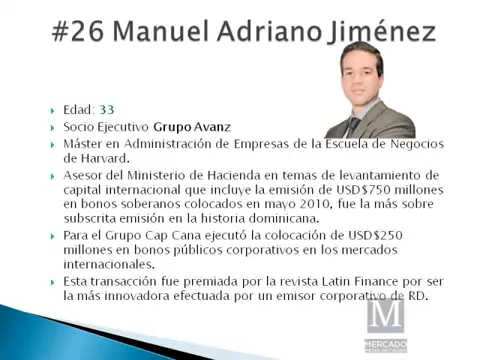 #26 Manuel Adriano Jiménez
Edad: 33
Socio Ejecutivo Grupo Avanz
Máster en Administración de Empresas de la Escuela de Negocios
de Harvard.
Asesor del Ministerio de Hacienda en temas de levantamiento de
capital internacional que incluye la emisión de USD$750 millones
en bonos soberanos colocados en mayo 2010, fue la más sobre
subscrita emisión en la historia dominicana.
Para el Grupo Cap Cana ejecutó la colocación de USD$250
millones en bonos públicos corporativos en los mercados
internacionales.
Esta transacción fue premiada por la revista Latin Finance por ser
la más innovadora efectuada por un emisor corporativo de RD.
M
MERCADO